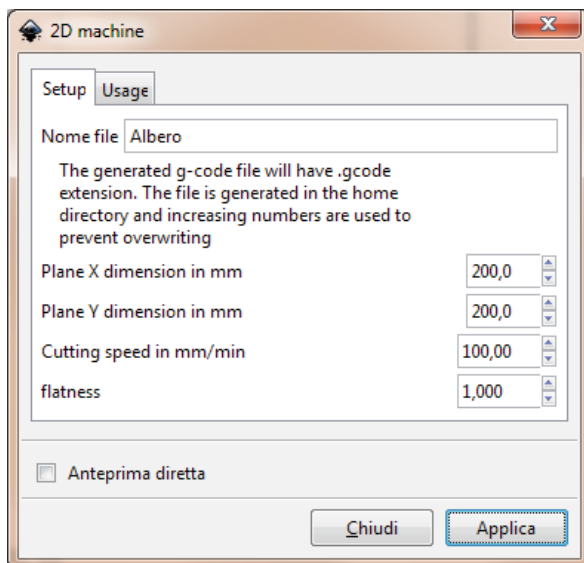 2D machine
Setup Usage
Nome file Albero
The generated g-code file will have .gcode
extension. The file is generated in the home
directory and increasing numbers are used to
prevent overwriting
Plane X dimension in mm 200,0
Plane Y dimension in mm 200,0
Cutting speed in mm/min 100,00
flatness 1,000
Anteprima diretta
Chiudi Applica